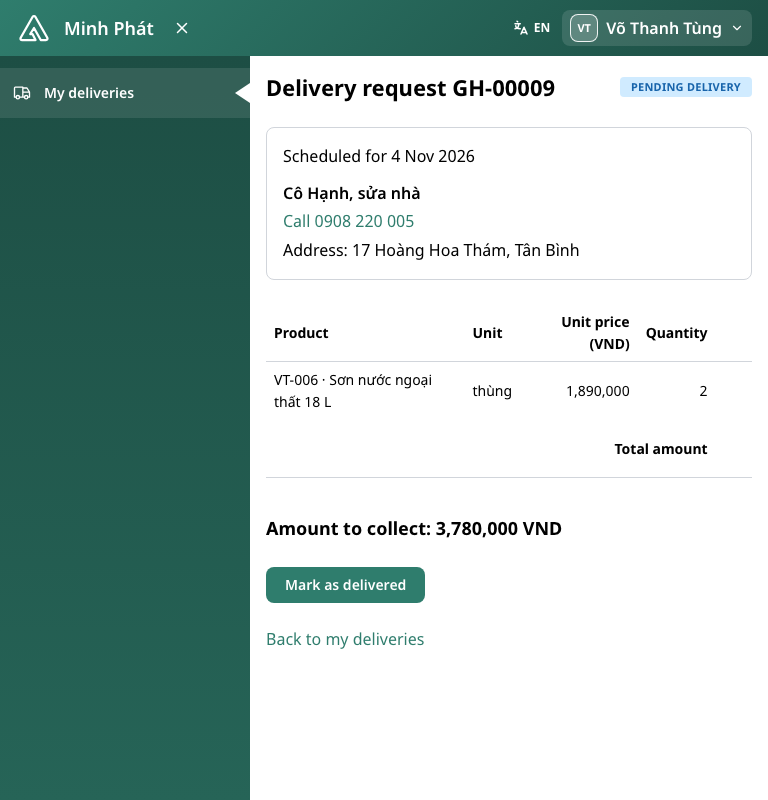 Minh Phát
EN
VT
Võ Thanh Tùng
My deliveries
Delivery request GH-00009
PENDING DELIVERY
Scheduled for 4 Nov 2026
Cô Hạnh, sửa nhà
Call 0908 220 005
Address: 17 Hoàng Hoa Thám, Tân Bình
Product Unit Unit price (VND) Quantity
VT-006 · Sơn nước ngoại
thất 18 L
thùng 1,890,000 2
Total amount
Amount to collect: 3,780,000 VND
Mark as delivered
Back to my deliveries